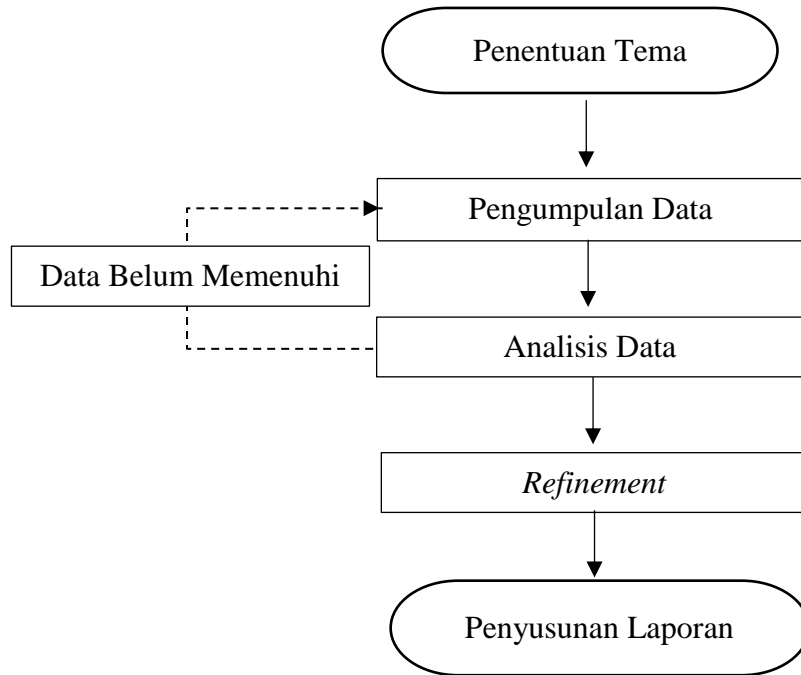 Penentuan Tema
Pengumpulan Data
Data Belum Memenuhi
Analisis Data
Refinement
Penyusunan Laporan